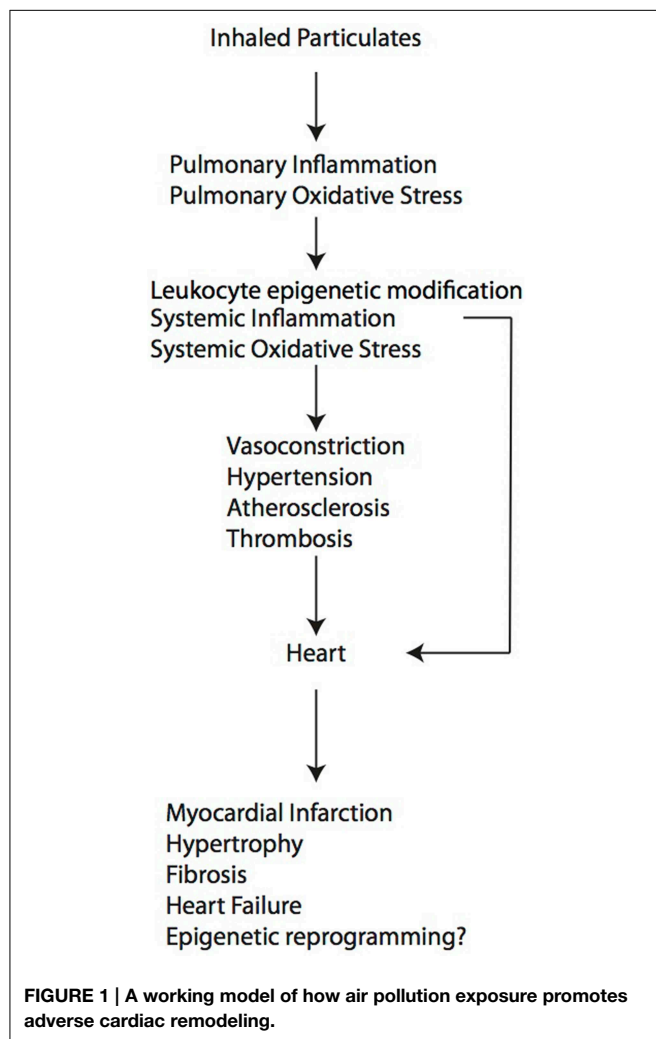 Inhaled Particulates
Pulmonary Inflammation
Pulmonary Oxidative Stress
Leukocyte epigenetic modification
Systemic Inflammation
Systemic Oxidative Stress
Vasoconstriction
Hypertension
Atherosclerosis
Thrombosis
Heart
Myocardial Infarction
Hypertrophy
Fibrosis
Heart Failure
Epigenetic reprogramming?
FIGURE 1 | A working model of how air pollution exposure promotes
adverse cardiac remodeling.